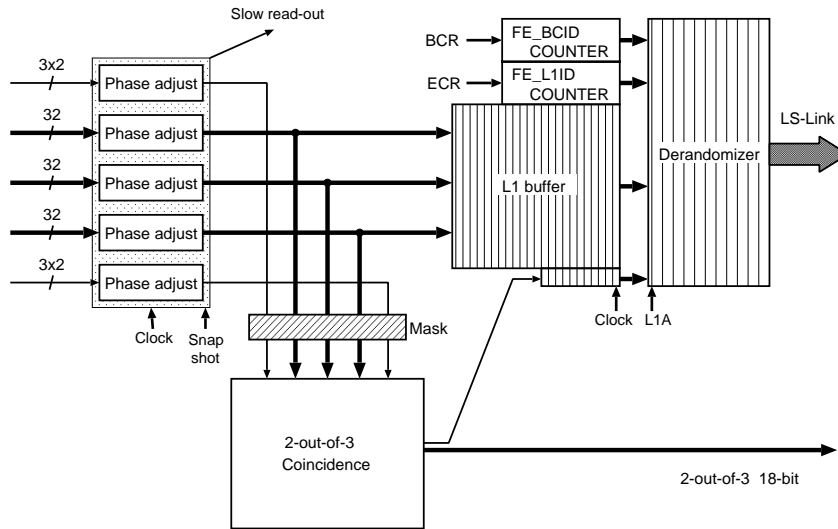 Slow read-out
BCR
FE_BCID
COUNTER
ECR
FE_L1ID
COUNTER
3x2
Phase adjust
32
Phase adjust
32
Phase adjust
32
Phase adjust
3x2
Phase adjust
L1 buffer
Derandomizer
LS-Link
Clock
Snap
shot
Mask
Clock
L1A
2-out-of-3
Coincidence
2-out-of-3 18-bit